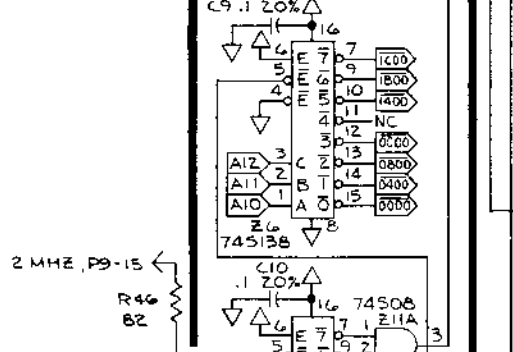 C9 .1 20%
16
6 E 7 7 1C00
5 E 6 9 1800
4 E 5 10 1400
4 11 NC
3 12 0C00
A12 3 C 2 13 0800
A11 2 B 1 14 0400
A10 1 A 0 15 0000
Z6 8
74S138
2 MHZ, P9-15
C10
.1 20%
16
R46
82
74S08
Z11A
6 E 7 7 1 3
5 9 2